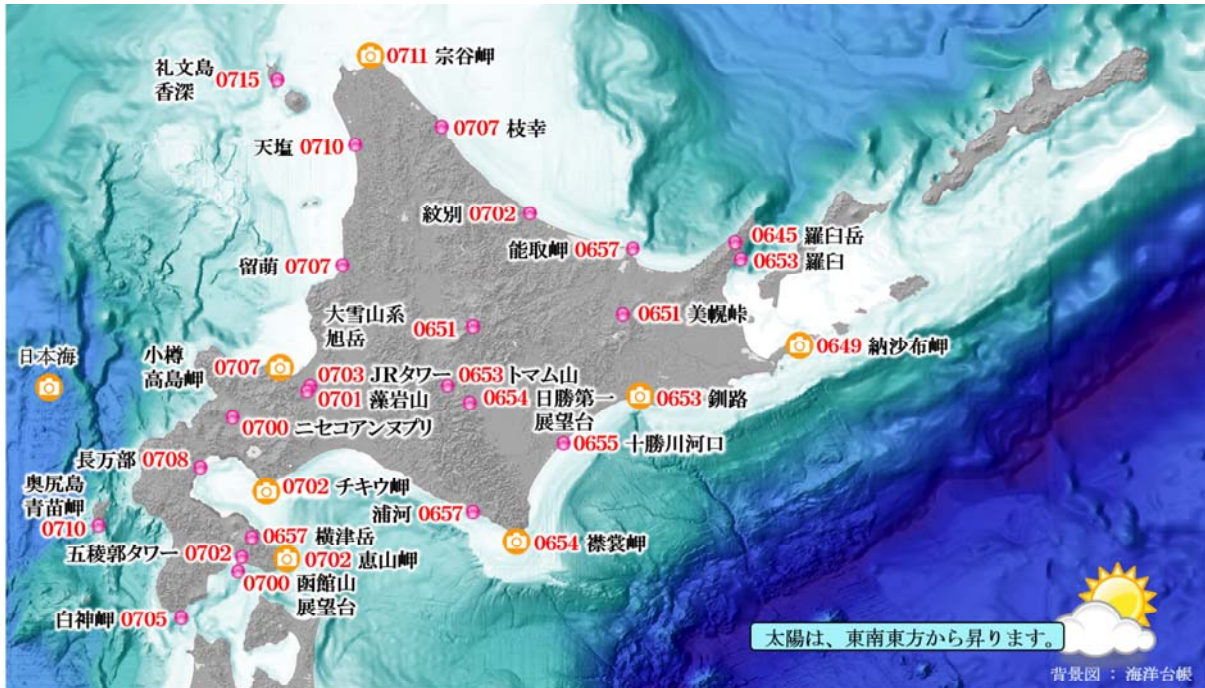 0711 宗谷岬
礼文島
香深
0715
0707 枝幸
天塩 0710
紋別 0702
0645 羅臼岳
能取岬 0657
0653 羅臼
留萌 0707
大雪山系
旭岳
0651
0651 美幌峠
0649 納沙布岬
日本海
小樽
高島岬
0707
0703 JRタワー
0653 トマム山
0701 藻岩山
0654 日勝第一
展望台
0653 釧路
0700 ニセコアンヌプリ
0655 十勝川河口
長万部 0708
0702 チキウ岬
奥尻島
青苗岬
0710
浦河 0657
0657 横津岳
0654 襟裳岬
五稜郭タワー 0702
0702 恵山岬
0700 函館山
展望台
白神岬 0705
太陽は、東南東方から昇ります。
背景図 : 海洋台帳